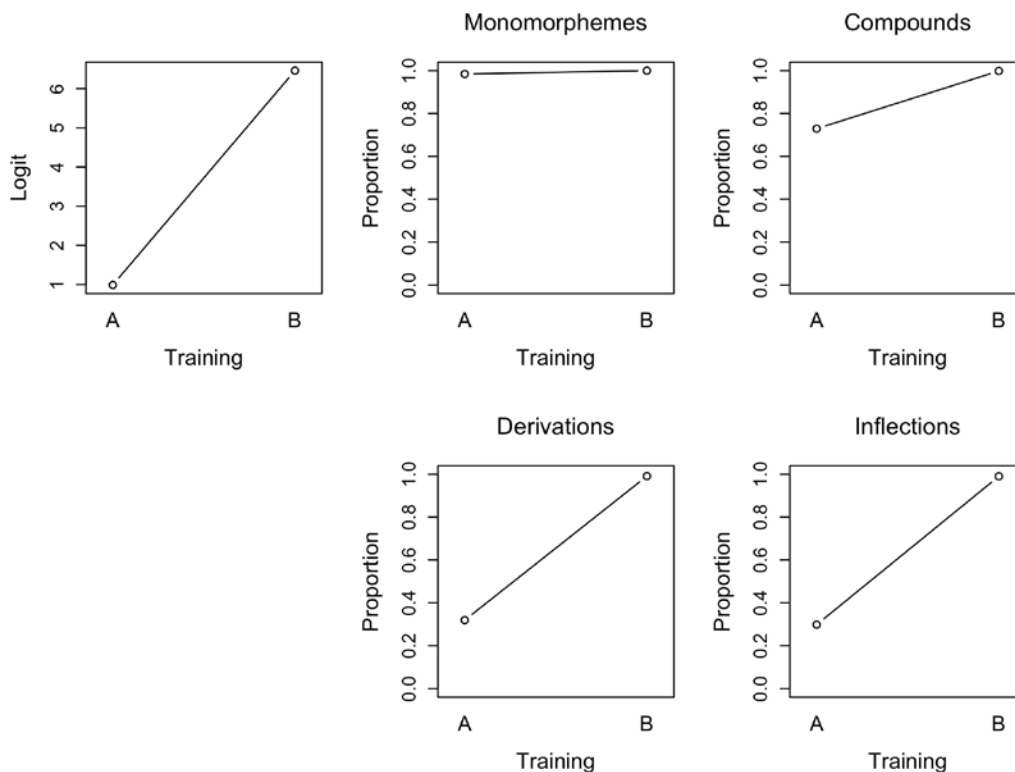 Monomorphemes
Compounds
Logit
1 2 3 4 5 6
A B
Training
Proportion
0.0 0.2 0.4 0.6 0.8 1.0
A B
Training
Proportion
0.0 0.2 0.4 0.6 0.8 1.0
A B
Training
Derivations
Inflections
Proportion
0.0 0.2 0.4 0.6 0.8 1.0
A B
Training
Proportion
0.0 0.2 0.4 0.6 0.8 1.0
A B
Training